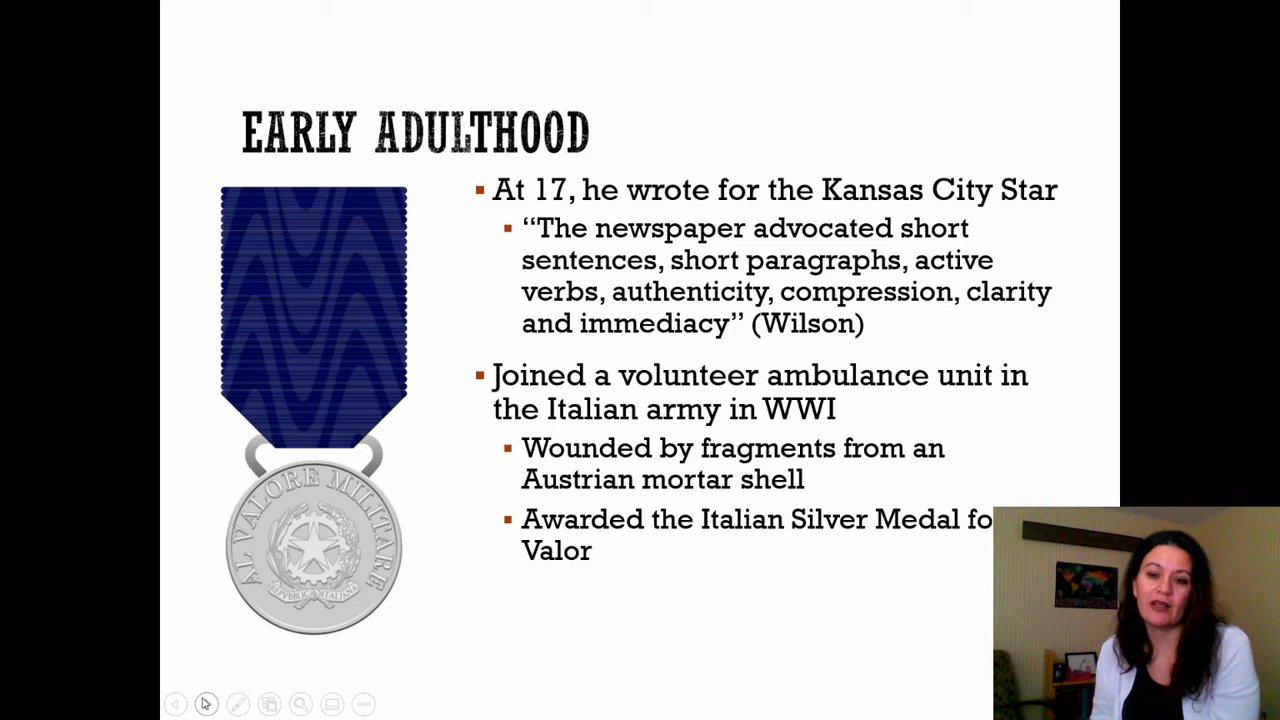 EARLY ADULTHOOD
At 17, he wrote for the Kansas City Star
“The newspaper advocated short
sentences, short paragraphs, active
verbs, authenticity, compression, clarity
and immediacy” (Wilson)
Joined a volunteer ambulance unit in
the Italian army in WWI
Wounded by fragments from an
Austrian mortar shell
Awarded the Italian Silver Medal fo
Valor
AL VALORE MILITARE
REPVBBLICA ITALIANA